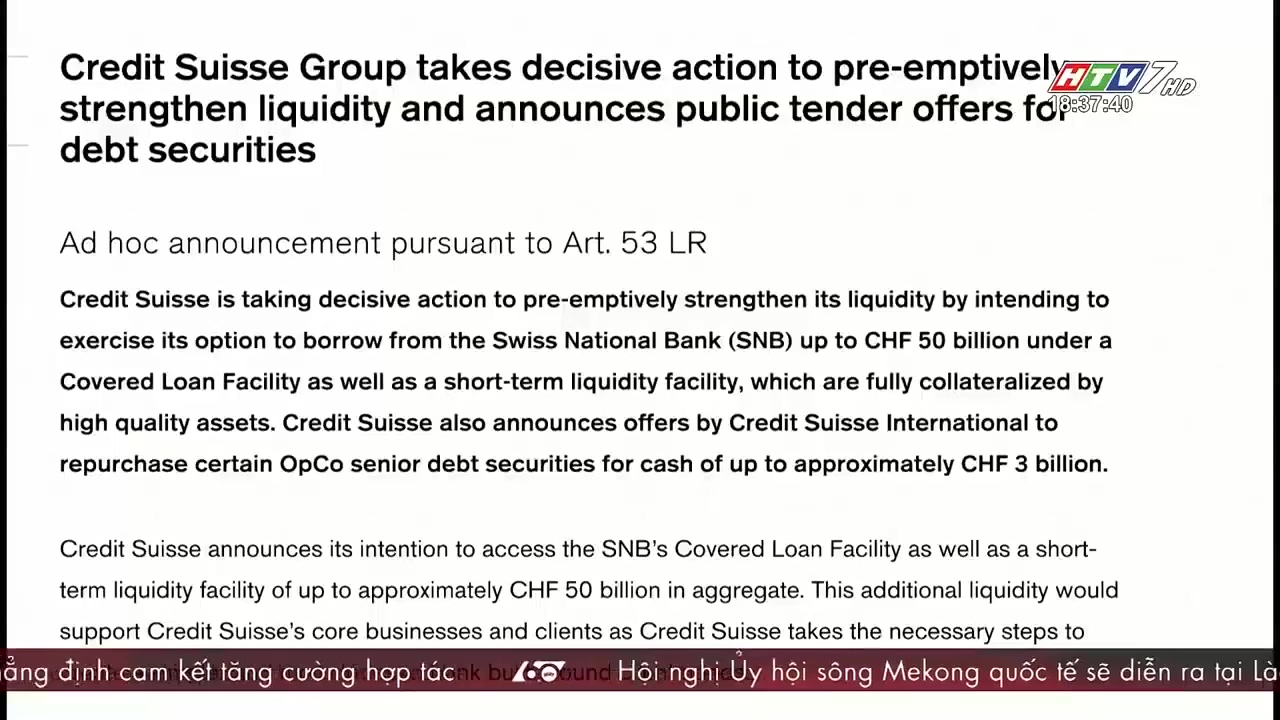 Credit Suisse Group takes decisive action to pre-emptively
strengthen liquidity and announces public tender offers for
debt securities
HTV7 HD
18:37:40
Ad hoc announcement pursuant to Art. 53 LR
Credit Suisse is taking decisive action to pre-emptively strengthen its liquidity by intending to
exercise its option to borrow from the Swiss National Bank (SNB) up to CHF 50 billion under a
Covered Loan Facility as well as a short-term liquidity facility, which are fully collateralized by
high quality assets. Credit Suisse also announces offers by Credit Suisse International to
repurchase certain OpCo senior debt securities for cash of up to approximately CHF 3 billion.
Credit Suisse announces its intention to access the SNB's Covered Loan Facility as well as a short-
term liquidity facility of up to approximately CHF 50 billion in aggregate. This additional liquidity would
support Credit Suisse's core businesses and clients as Credit Suisse takes the necessary steps to
ẳng định cam kết tăng cường hợp tác 60 Hội nghị Ủy hội sông Mekong quốc tế sẽ diễn ra tại Là